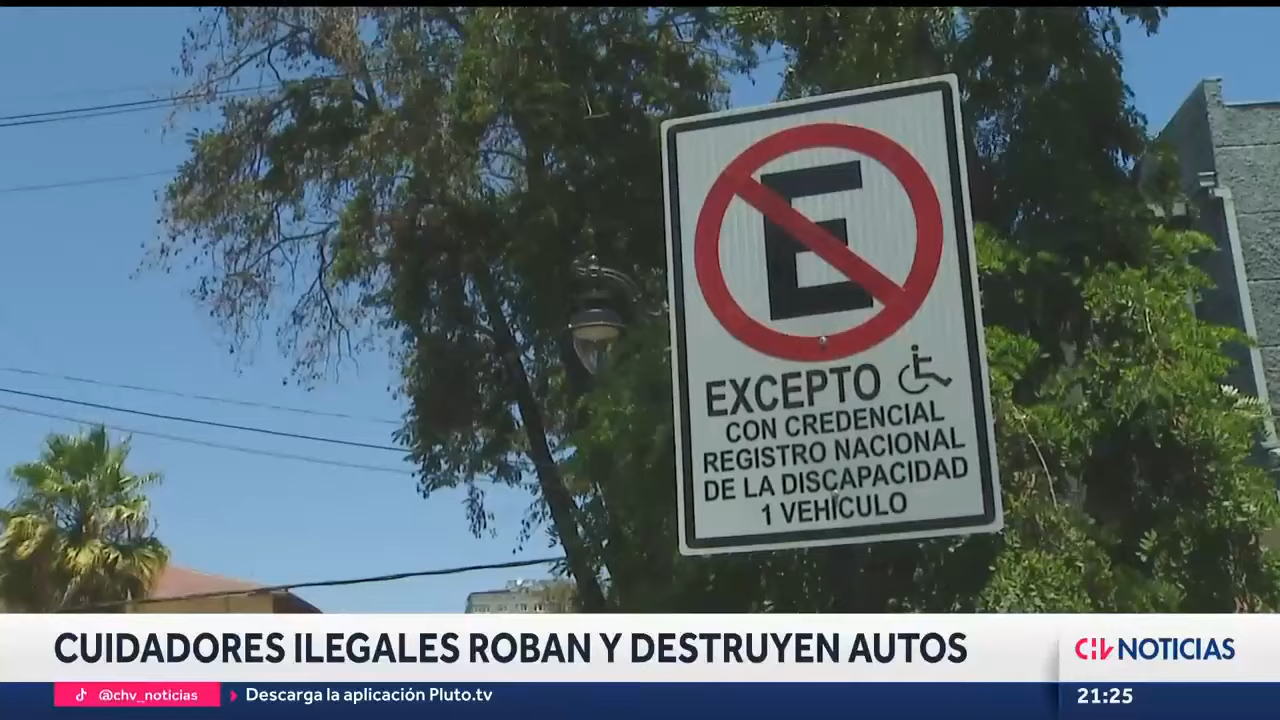 E
EXCEPTO
CON CREDENCIAL
REGISTRO NACIONAL
DE LA DISCAPACIDAD
1 VEHÍCULO
CUIDADORES ILEGALES ROBAN Y DESTRUYEN AUTOS
CHV NOTICIAS
@chv_noticias
Descarga la aplicación Pluto.tv
21:25